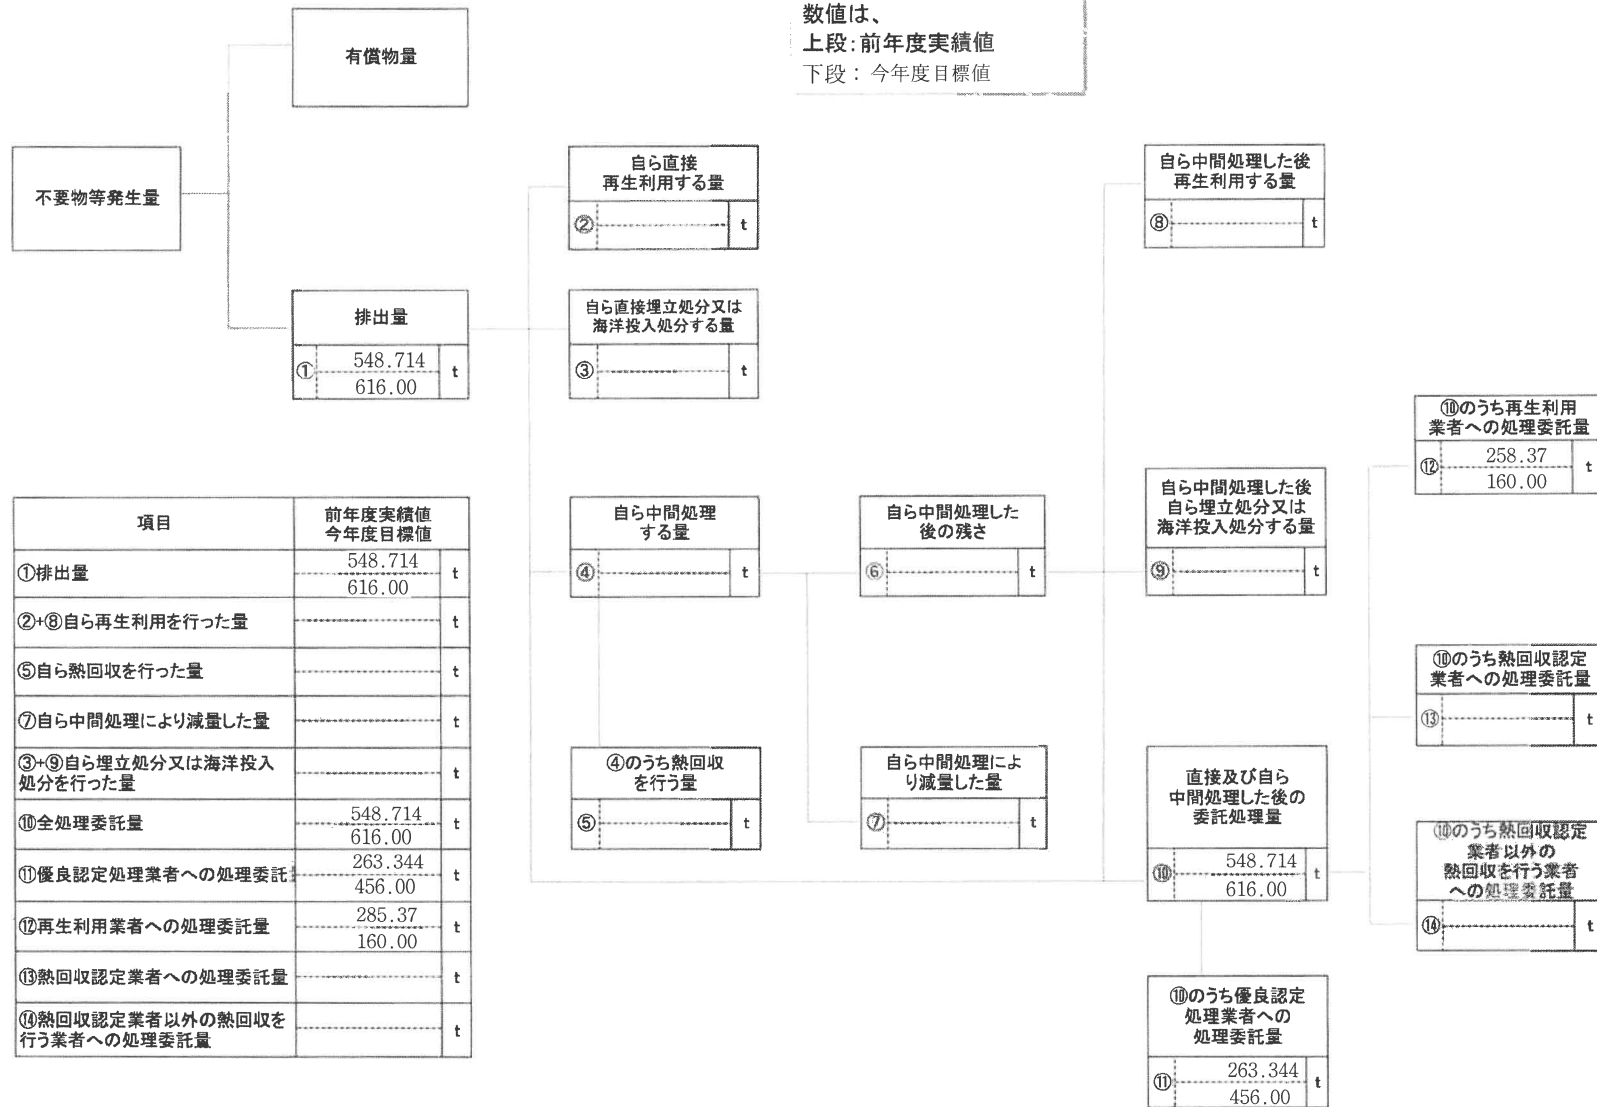 数値は、
上段:前年度実績値
下段：今年度目標値
有償物量
不要物等発生量
排出量
① 548.714 t
616.00
自ら直接
再生利用する量
② t
自ら直接埋立処分又は
海洋投入処分する量
③ t
自ら中間処理
する量
④ t
④のうち熱回収
を行う量
⑤ t
自ら中間処理した
後の残さ
⑥ t
自ら中間処理によ
り減量した量
⑦ t
自ら中間処理した後
再生利用する量
⑧ t
自ら中間処理した後
自ら埋立処分又は
海洋投入処分する量
⑨ t
直接及び自ら
中間処理した後の
委託処理量
⑩ 548.714 t
616.00
⑩のうち優良認定
処理業者への
処理委託量
⑪ 263.344 t
456.00
⑩のうち再生利用
業者への処理委託量
⑫ 258.37 t
160.00
⑩のうち熱回収認定
業者への処理委託量
⑬ t
⑩のうち熱回収認定
業者以外の
熱回収を行う業者
への処理委託量
⑭ t
項目 前年度実績値
今年度目標値
①排出量 548.714 t
616.00
②+⑧自ら再生利用を行った量 t
⑤自ら熱回収を行った量 t
⑦自ら中間処理により減量した量 t
③+⑨自ら埋立処分又は海洋投入
処分を行った量 t
⑩全処理委託量 548.714 t
616.00
⑪優良認定処理業者への処理委託 263.344 t
456.00
⑫再生利用業者への処理委託量 285.37 t
160.00
⑬熱回収認定業者への処理委託量 t
⑭熱回収認定業者以外の熱回収を
行う業者への処理委託量 t